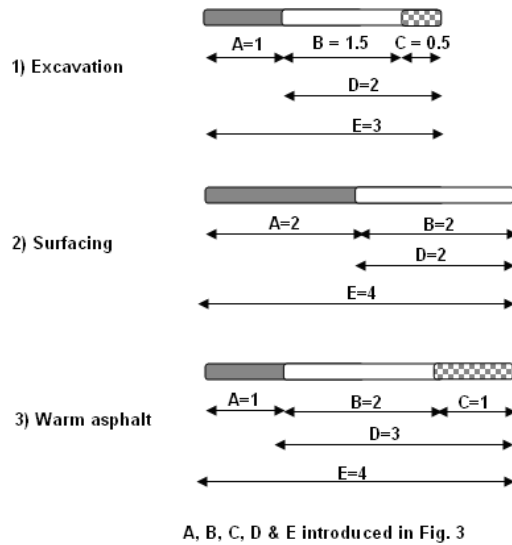 A=1 B = 1.5 C = 0.5
1) Excavation
D=2
E=3
A=2 B=2
2) Surfacing
D=2
E=4
A=1 B=2 C=1
3) Warm asphalt
D=3
E=4
A, B, C, D & E introduced in Fig. 3